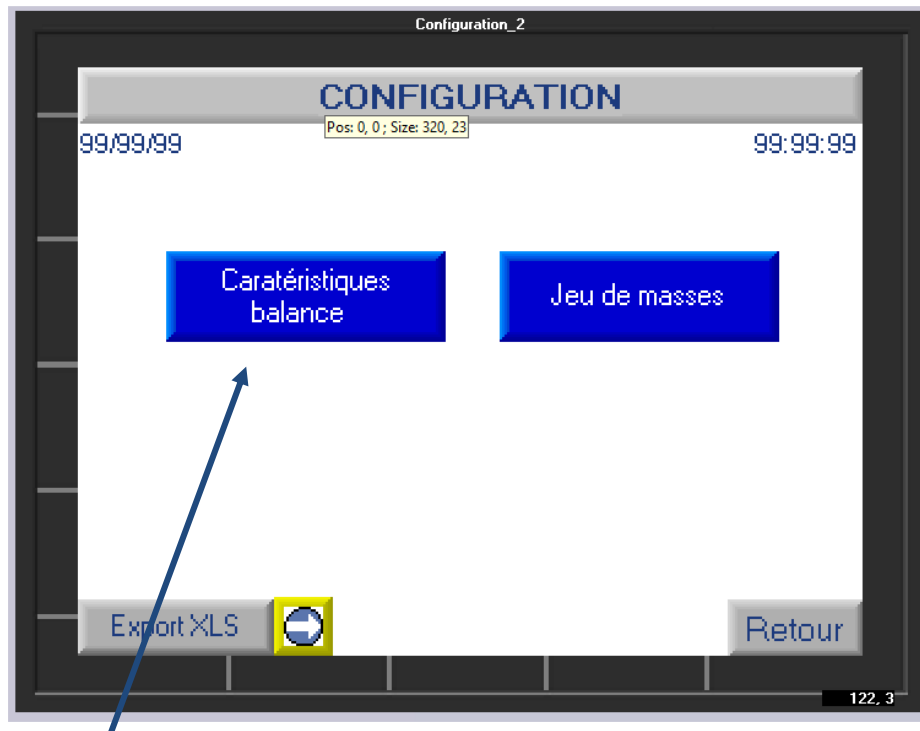 Configuration_2
CONFIGURATION
Pos: 0, 0 ; Size: 320, 23
99/99/99
99:99:99
Caratéristiques
balance
Jeu de masses
Export XLS
Retour
122, 3